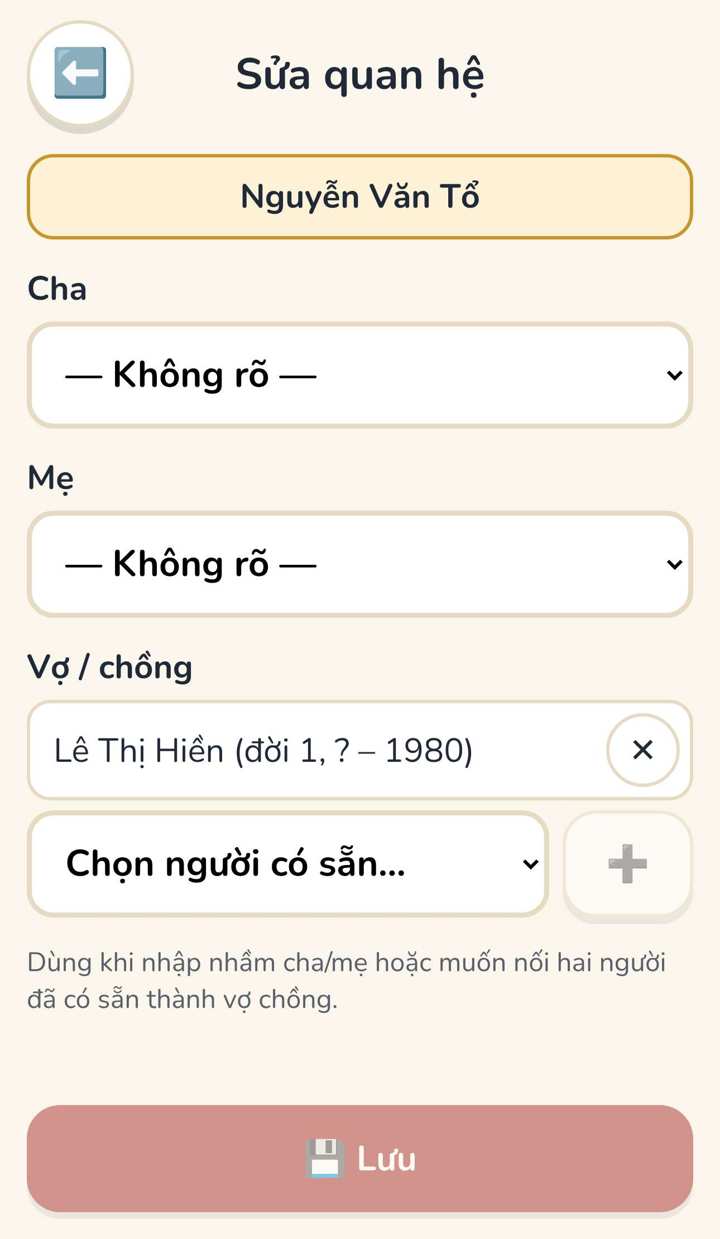 Sửa quan hệ
Nguyễn Văn Tổ
Cha
— Không rõ —
Mẹ
— Không rõ —
Vợ / chồng
Lê Thị Hiền (đời 1, ? – 1980)
Chọn người có sẵn...
Dùng khi nhập nhầm cha/mẹ hoặc muốn nối hai người
đã có sẵn thành vợ chồng.
Lưu